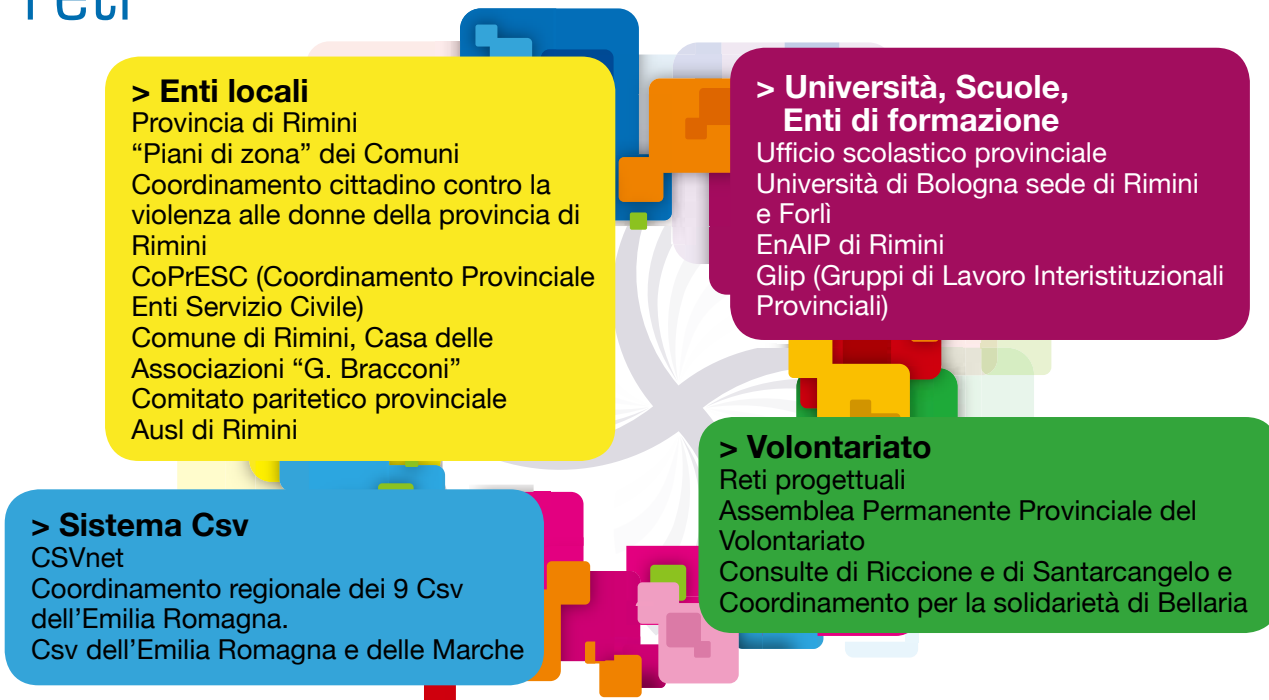 reti
> Enti locali
Provincia di Rimini
“Piani di zona” dei Comuni
Coordinamento cittadino contro la
violenza alle donne della provincia di
Rimini
CoPrESC (Coordinamento Provinciale
Enti Servizio Civile)
Comune di Rimini, Casa delle
Associazioni “G. Bracconi”
Comitato paritetico provinciale
Ausl di Rimini
> Università, Scuole,
Enti di formazione
Ufficio scolastico provinciale
Università di Bologna sede di Rimini
e Forlì
EnAIP di Rimini
Glip (Gruppi di Lavoro Interistituzionali
Provinciali)
> Sistema Csv
CSVnet
Coordinamento regionale dei 9 Csv
dell’Emilia Romagna.
Csv dell’Emilia Romagna e delle Marche
> Volontariato
Reti progettuali
Assemblea Permanente Provinciale del
Volontariato
Consulte di Riccione e di Santarcangelo e
Coordinamento per la solidarietà di Bellaria